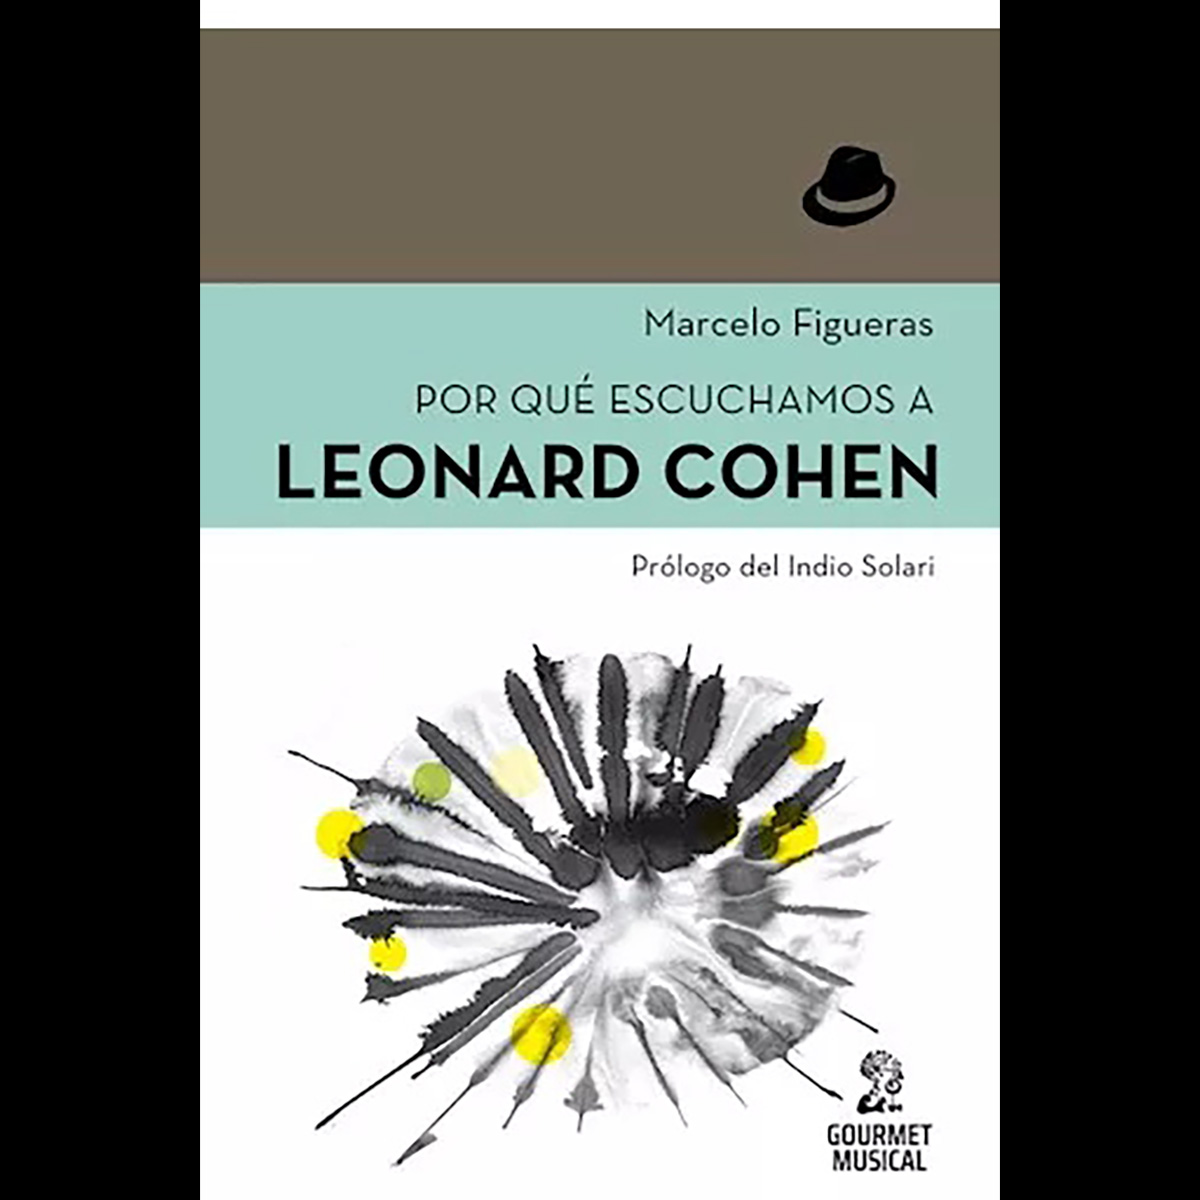 Marcelo Figueras
POR QUÉ ESCUCHAMOS A
LEONARD COHEN
Prólogo del Indio Solari
GOURMET
MUSICAL